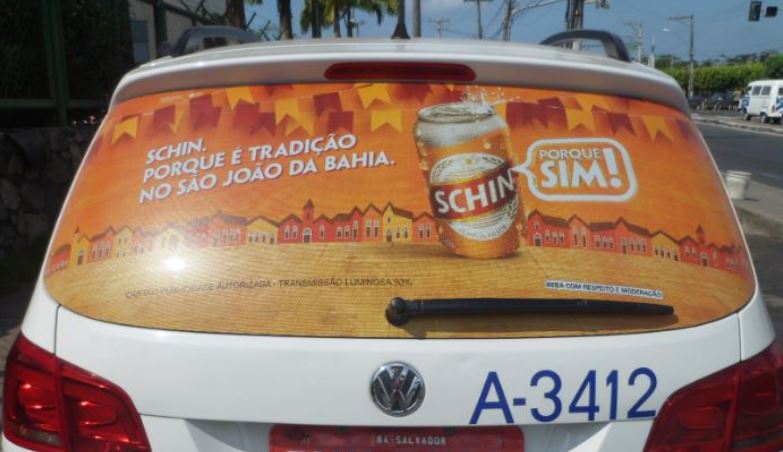 SCHIN.
PORQUE É TRADIÇÃO
NO SÃO JOÃO DA BAHIA.
SCHIN
PORQUE
SIM!
PUBLICIDADE AUTORIZADA - TRANSMISSÃO LUMINOSA 50%
BEBA COM RESPEITO E MODERAÇÃO
A-3412
BA-SALVADOR